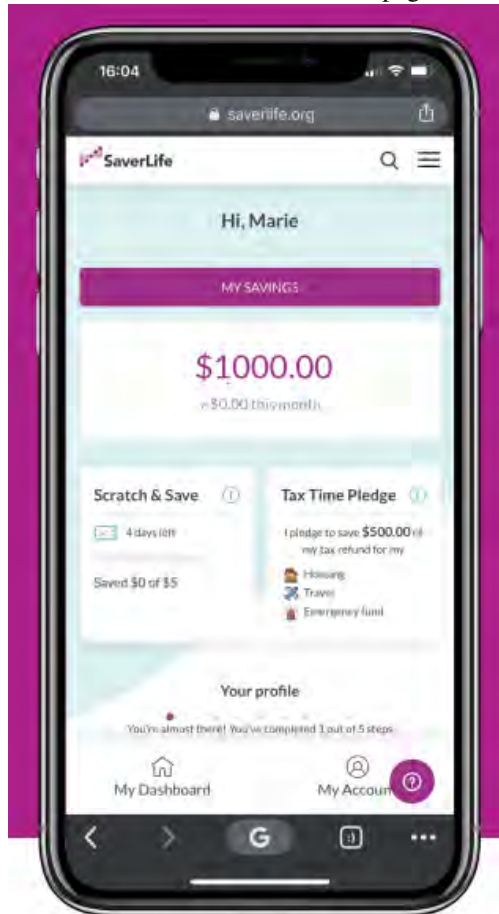 16:04
saverlife.org
SaverLife
Hi, Marie
MY SAVINGS
$1000.00
$0.00 this month
Scratch & Save
4 days left
Saved $0 of $5
Tax Time Pledge
I pledge to save $500.00 of
my tax refund for my
Housing
Travel
Emergency fund
Your profile
You're almost there! You've completed 1 out of 5 steps
My Dashboard
My Accoun
G
:)